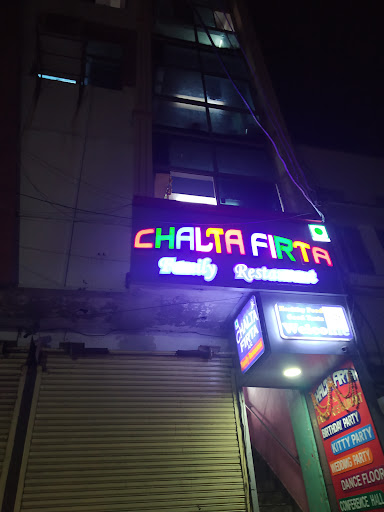 CHALTA FIRTA
Family Restaurant
CHALTA
FIRTA
Welcome
CHALTA FIRTA
BIRTHDAY PARTY
KITTY PARTY
WEDDING PARTY
DANCE FLOOR
CONFERENCE HALL